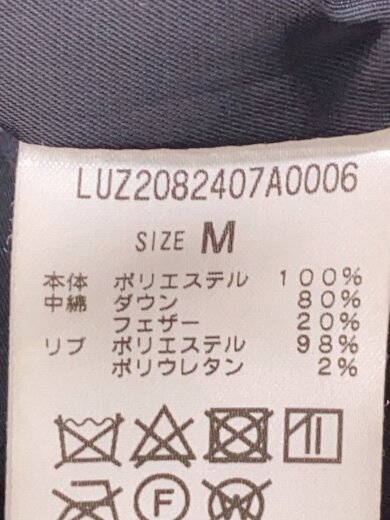 LUZ2082407A0006
SIZE M
本体 ポリエステル 100%
中綿 ダウン 80%
フェザー 20%
リブ ポリエステル 98%
ポリウレタン 2%
F W